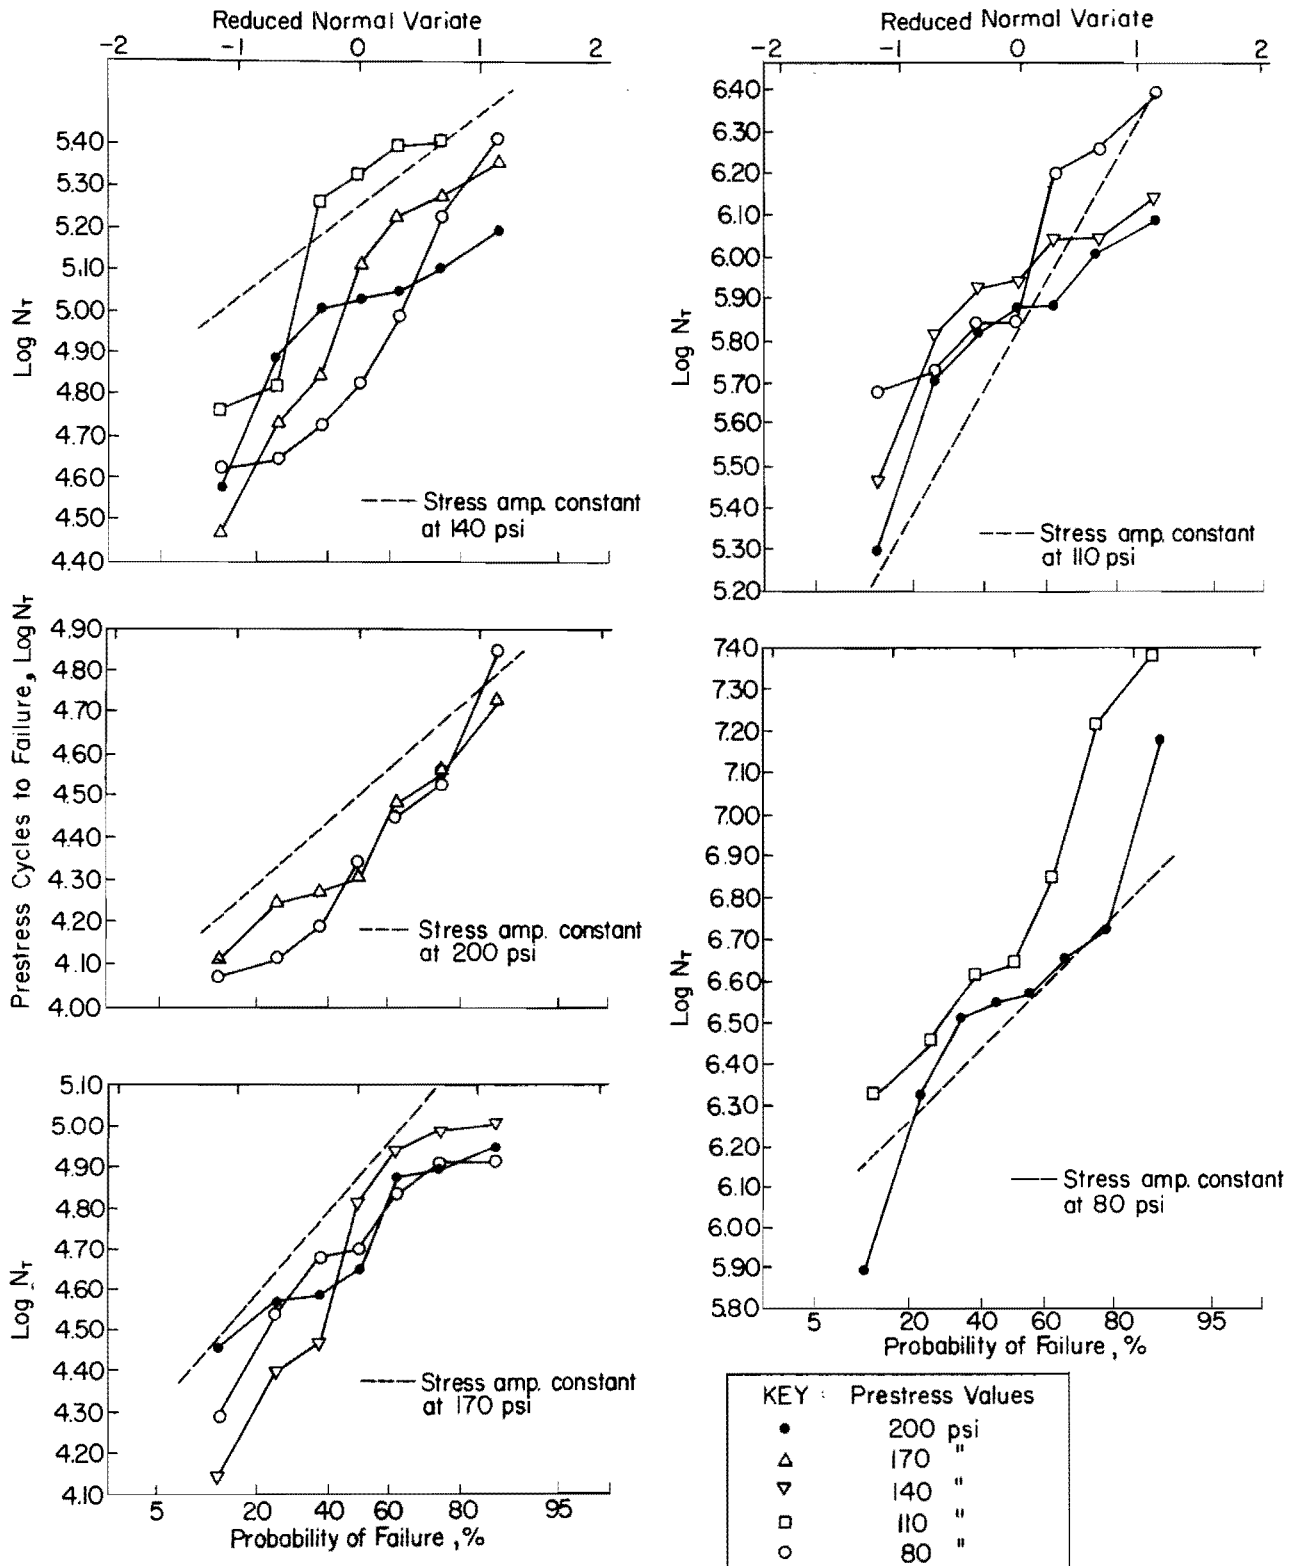 Reduced Normal Variate
-2 -1 0 1 2
5.40
5.30
5.20
5.10
5.00
4.90
4.80
4.70
4.60
4.50
4.40
Log NT
Stress amp. constant
at 140 psi
4.90
4.80
4.70
4.60
4.50
4.40
4.30
4.20
4.10
4.00
Prestress Cycles to Failure, Log NT
Stress amp. constant
at 200 psi
5.10
5.00
4.90
4.80
4.70
4.60
4.50
4.40
4.30
4.20
4.10
Log NT
Stress amp. constant
at 170 psi
5 20 40 60 80 95
Probability of Failure, %
Reduced Normal Variate
-2 -1 0 1 2
6.40
6.30
6.20
6.10
6.00
5.90
5.80
5.70
5.60
5.50
5.40
5.30
5.20
Log NT
Stress amp. constant
at 110 psi
7.40
7.30
7.20
7.10
7.00
6.90
6.80
6.70
6.60
6.50
6.40
6.30
6.20
6.10
6.00
5.90
5.80
Log NT
Stress amp. constant
at 80 psi
5 20 40 60 80 95
Probability of Failure, %
KEY : Prestress Values
200 psi
170 "
140 "
110 "
80 "